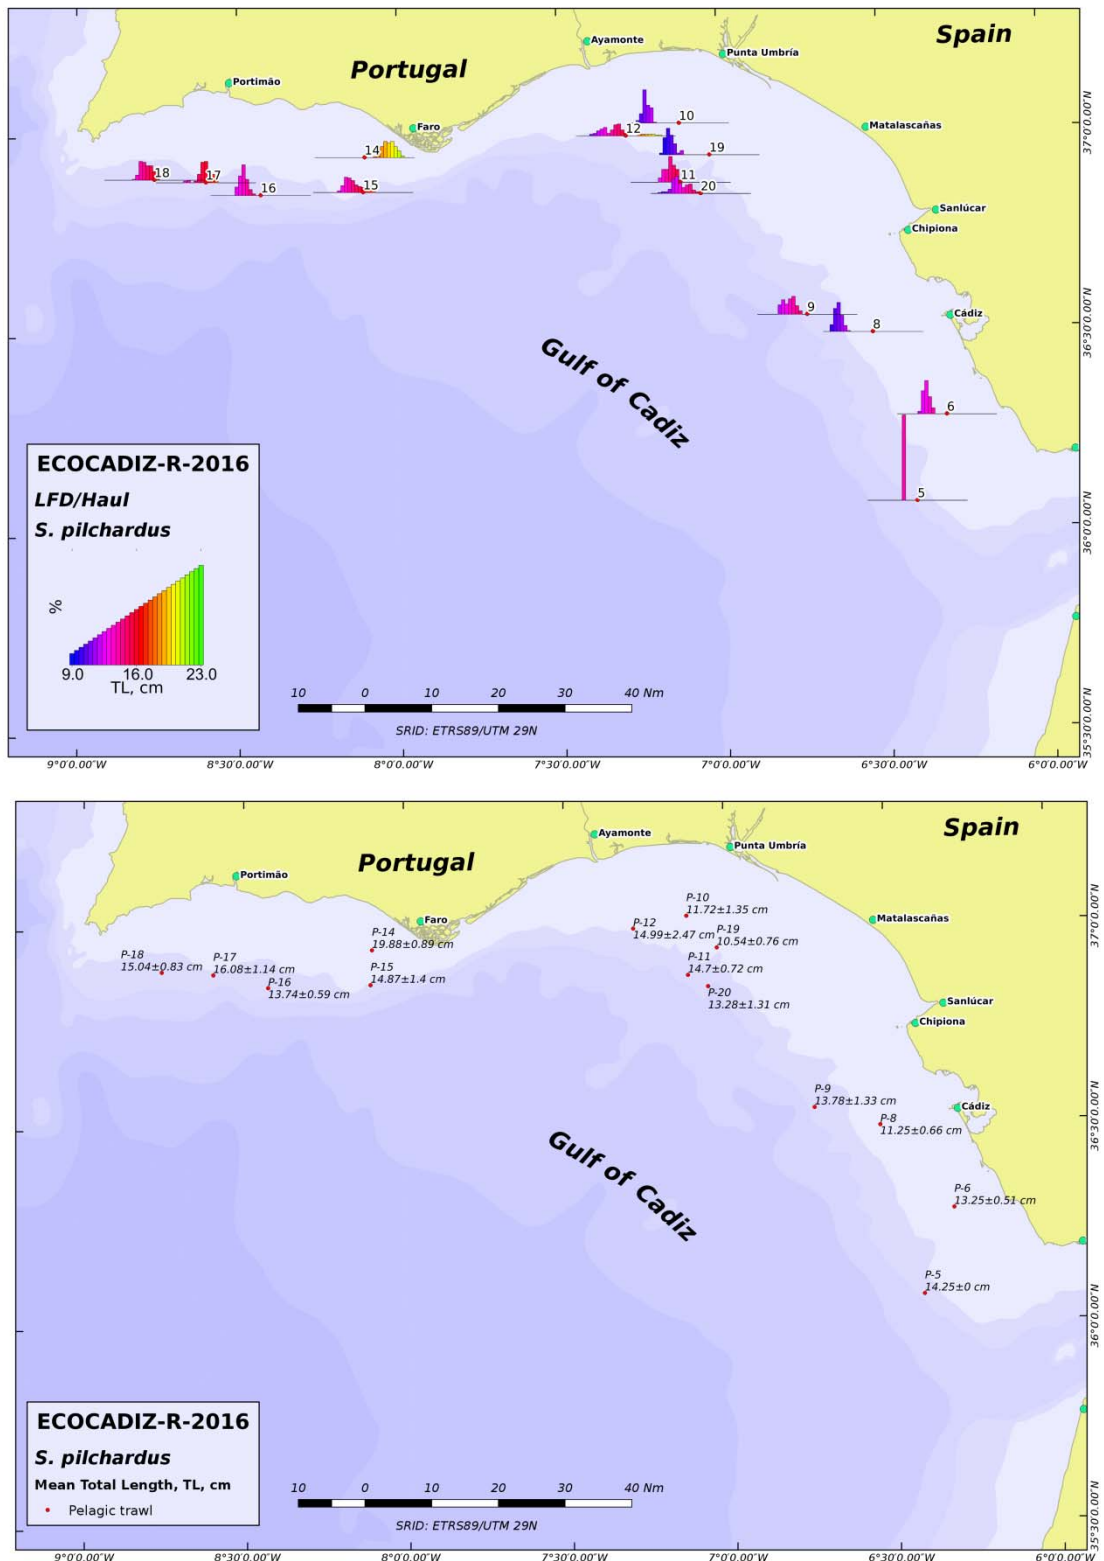 Spain
Ayamonte
Punta Umbría
Portugal
Portimão
10
Matalascañas
37°0'0.00"N
Faro
12
14
19
18
17
11
16
15
20
Sanlúcar
Chipiona
9
Cádiz
8
36°30'0.00"N
Gulf of Cadiz
6
5
36°0'0.00"N
ECOCADIZ-R-2016
LFD/Haul
S. pilchardus
%
9.0 16.0 23.0
TL, cm
10 0 10 20 30 40 Nm
SRID: ETRS89/UTM 29N
35°30'0.00"N
9°0'0.00"W 8°30'0.00"W 8°0'0.00"W 7°30'0.00"W 7°0'0.00"W 6°30'0.00"W 6°0'0.00"W
Spain
Ayamonte
Punta Umbría
Portugal
Portimão
P-10
11.72±1.35 cm
Matalascañas
37°0'0.00"N
Faro
P-12
14.99±2.47 cm
P-14
19.88±0.89 cm
P-19
10.54±0.76 cm
P-18
15.04±0.83 cm
P-17
16.08±1.14 cm
P-11
14.7±0.72 cm
P-15
14.87±1.4 cm
P-16
13.74±0.59 cm
P-20
13.28±1.31 cm
Sanlúcar
Chipiona
P-9
13.78±1.33 cm
Cádiz
P-8
11.25±0.66 cm
36°30'0.00"N
Gulf of Cadiz
P-6
13.25±0.51 cm
P-5
14.25±0 cm
36°0'0.00"N
ECOCADIZ-R-2016
S. pilchardus
Mean Total Length, TL, cm
Pelagic trawl
10 0 10 20 30 40 Nm
SRID: ETRS89/UTM 29N
35°30'0.00"N
9°0'0.00"W 8°30'0.00"W 8°0'0.00"W 7°30'0.00"W 7°0'0.00"W 6°30'0.00"W 6°0'0.00"W